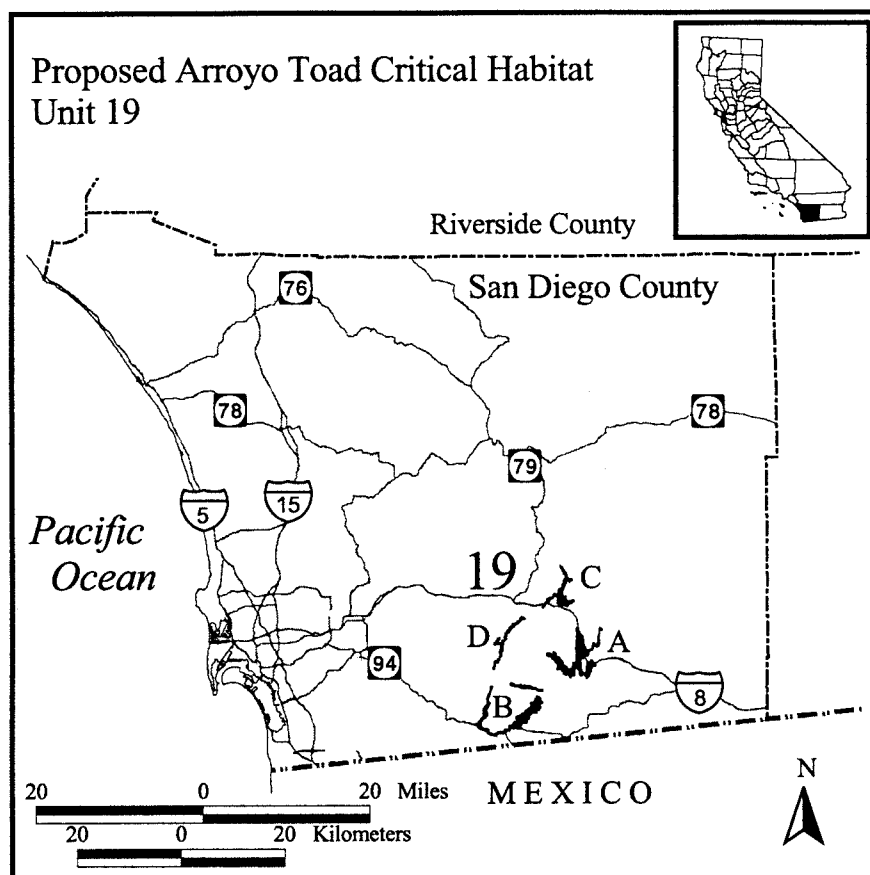 Proposed Arroyo Toad Critical Habitat
Unit 19
Riverside County
San Diego County
76
78
78
79
5
15
Pacific
Ocean
19
C
D
A
94
B
8
20 0 20 Miles
20 0 20 Kilometers
MEXICO
N